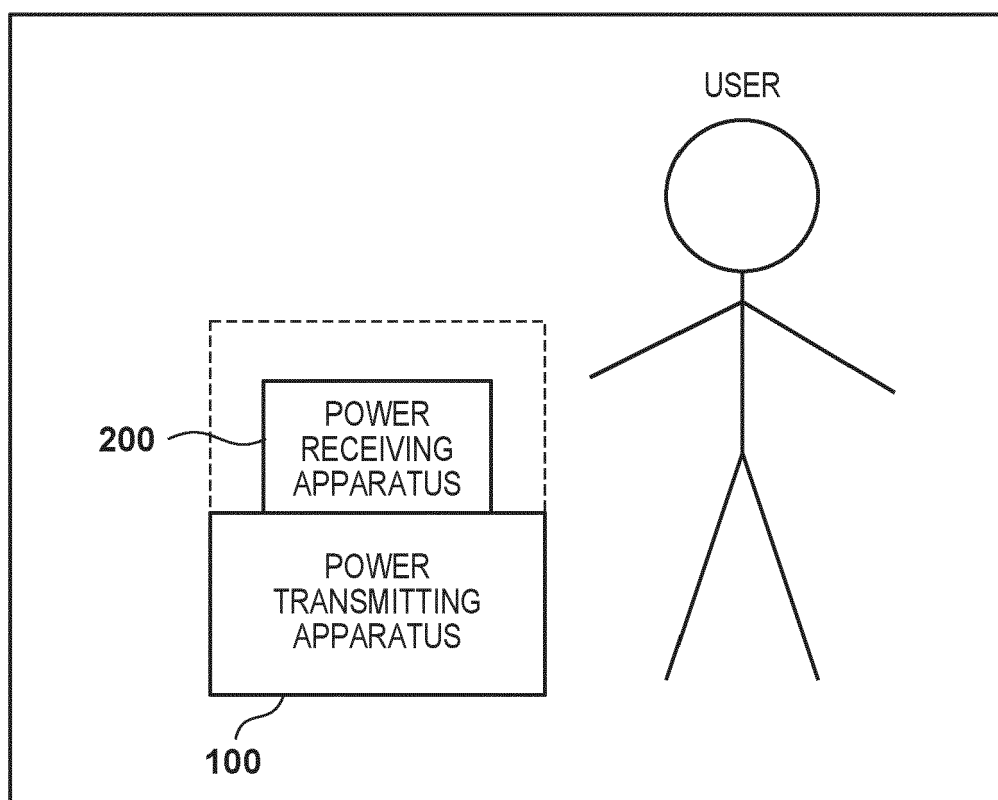 USER
200
POWER
RECEIVING
APPARATUS
POWER
TRANSMITTING
APPARATUS
100